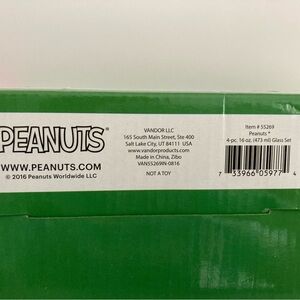 PEANUTS®
WWW.PEANUTS.COM
© 2016 Peanuts Worldwide LLC
VANDOR LLC
165 South Main Street, Ste 400
Salt Lake City, UT 84111 USA
www.vandorproducts.com
Made in China, Zibo
VAN55269IN-0816
NOT A TOY
Item # 55269
Peanuts ®
4-pc. 16 oz. (473 ml) Glass Set
7 33966 05977 4